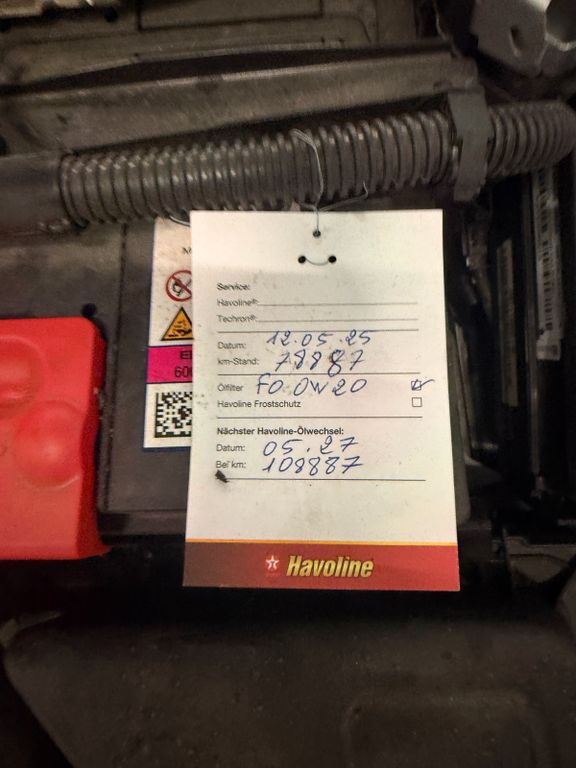 Service:
Havoline®:
Techron®:
Datum: 12.05.25
km-Stand: 78887
Ölfilter FO 0W20
Havoline Frostschutz
Nächster Havoline-Ölwechsel:
Datum: 05.27
Bei km: 108887
Havoline